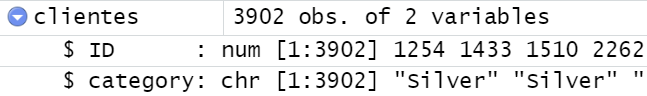 clientes 3902 obs. of 2 variables
$ ID : num [1:3902] 1254 1433 1510 2262
$ category: chr [1:3902] "Silver" "Silver" "